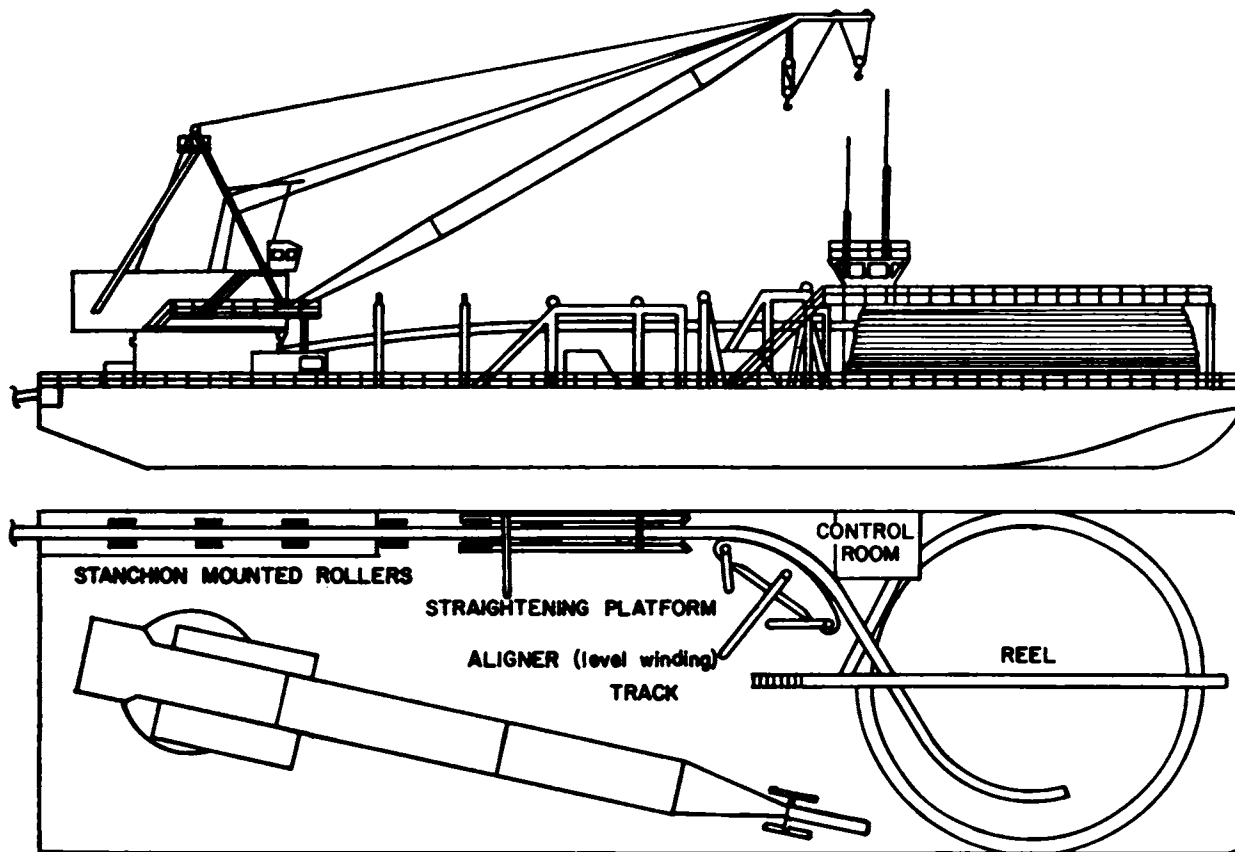 CONTROL
ROOM
STANCHION MOUNTED ROLLERS
STRAIGHTENING PLATFORM
ALIGNER (level winding)
TRACK
REEL